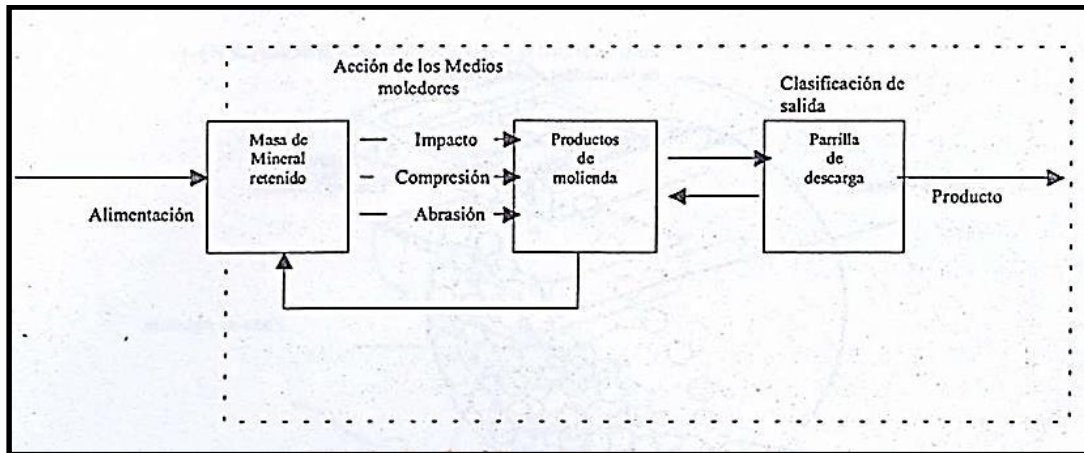 Acción de los Medios
moledores
Clasificación de
salida
Masa de
Mineral
retenido
Impacto
Compresión
Abrasión
Productos
de
molienda
Parrilla
de
descarga
Alimentación
Producto